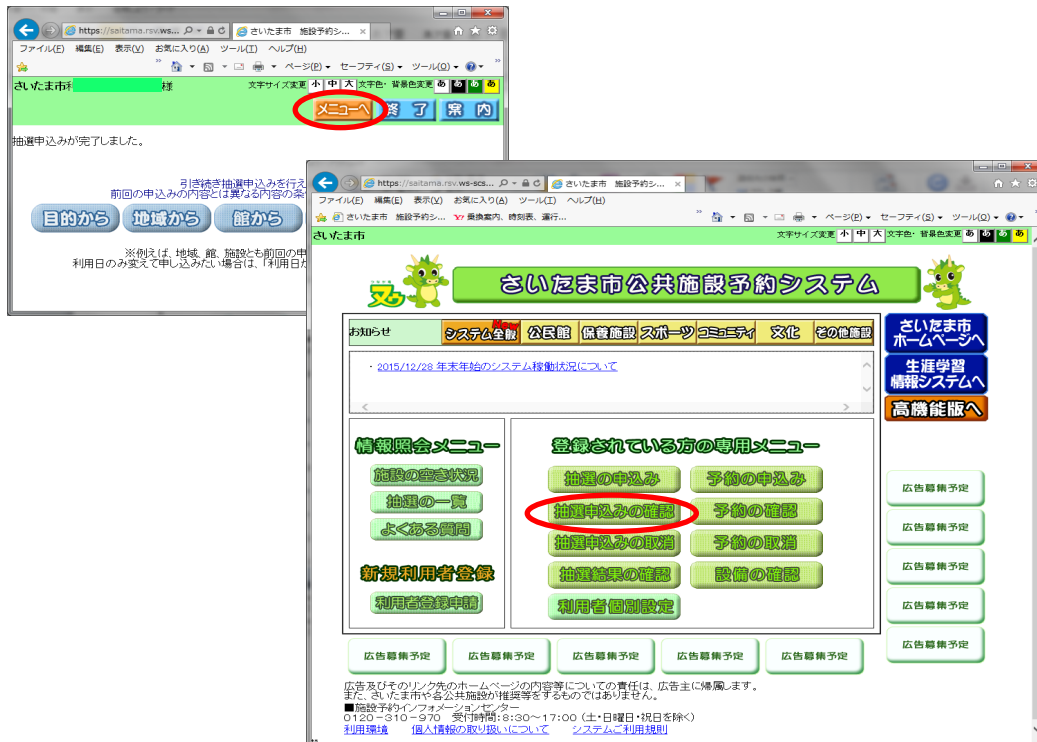 https://saitama.rsv.ws...
さいたま市 施設予約シ...
ファイル(F) 編集(E) 表示(V) お気に入り(A) ツール(T) ヘルプ(H)
ページ(P) セーフティ(S) ツール(O)
さいたま市利 様 文字サイズ変更 小 中 大 文字色・背景色変更 あ あ あ あ
メニューへ 終了 案内
抽選申込みが完了しました。
引き続き抽選申込みを行え
前回の申込みの内容とは異なる内容の条
目的から 地域から 館から
※例えば、地域、館、施設とも前回の申
利用日のみ変えて申し込みたい場合は、「利用日か
https://saitama.rsv.ws-scs...
さいたま市 施設予約シ...
ファイル(F) 編集(E) 表示(V) お気に入り(A) ツール(T) ヘルプ(H)
さいたま市 施設予約シ... 乗換案内、時刻表、運行... ページ(P) セーフティ(S) ツール(O)
さいたま市 文字サイズ変更 小 中 大 文字色・背景色変更 あ あ あ あ
さいたま市公共施設予約システム
お知らせ システム全般 New 公民館 保養施設 スポーツ コミュニティ 文化 その他施設
・2015/12/28 年末年始のシステム稼働状況について
さいたま市
ホームページへ
生涯学習
情報システムへ
高機能版へ
情報照会メニュー
施設の空き状況
抽選の一覧
よくある質問
新規利用者登録
利用者登録申請
登録されている方の専用メニュー
抽選の申込み 予約の申込み
抽選申込みの確認 予約の確認
抽選申込みの取消 予約の取消
抽選結果の確認 設備の確認
利用者個別設定
広告募集予定
広告募集予定
広告募集予定
広告募集予定
広告募集予定
広告募集予定 広告募集予定 広告募集予定 広告募集予定 広告募集予定
広告及びそのリンク先のホームページの内容等についての責任は、広告主に帰属します。
また、さいたま市や各公共施設が推奨等をするものではありません。
■施設予約インフォメーションセンター
0120－310－970 受付時間：8:30～17:00（土・日曜日・祝日を除く）
利用環境 個人情報の取り扱いについて システムご利用規則